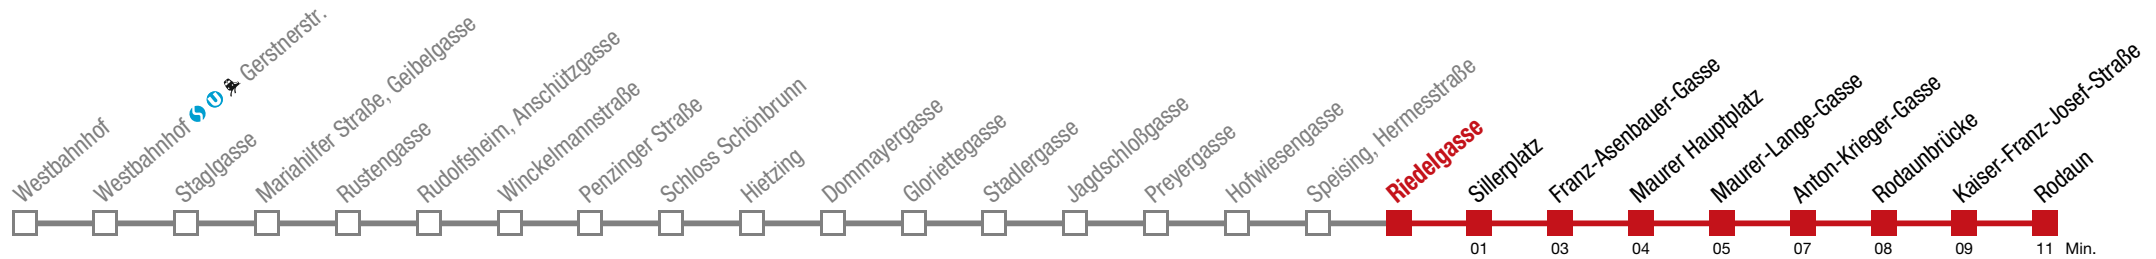 Westbahnhof
Westbahnhof S U Gerstnerstr.
Staglgasse
Mariahilfer Straße, Geibelgasse
Rustengasse
Rudolfsheim, Anschützgasse
Winckelmannstraße
Penzinger Straße
Schloss Schönbrunn
Hietzing
Dommayergasse
Gloriettegasse
Stadlergasse
Jagdschloßgasse
Preyergasse
Hofwiesengasse
Speising, Hermesstraße
Riedelgasse
Sillerplatz
Franz-Asenbauer-Gasse
Maurer Hauptplatz
Maurer-Lange-Gasse
Anton-Krieger-Gasse
Rodaunbrücke
Kaiser-Franz-Josef-Straße
Rodaun
01 03 04 05 07 08 09 11 Min.